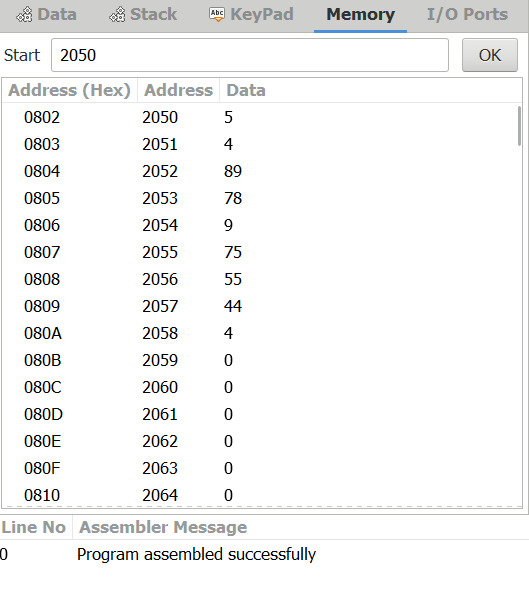 Data Stack Abc KeyPad Memory I/O Ports
Start 2050 OK
Address (Hex) Address Data
0802 2050 5
0803 2051 4
0804 2052 89
0805 2053 78
0806 2054 9
0807 2055 75
0808 2056 55
0809 2057 44
080A 2058 4
080B 2059 0
080C 2060 0
080D 2061 0
080E 2062 0
080F 2063 0
0810 2064 0
Line No Assembler Message
0 Program assembled successfully